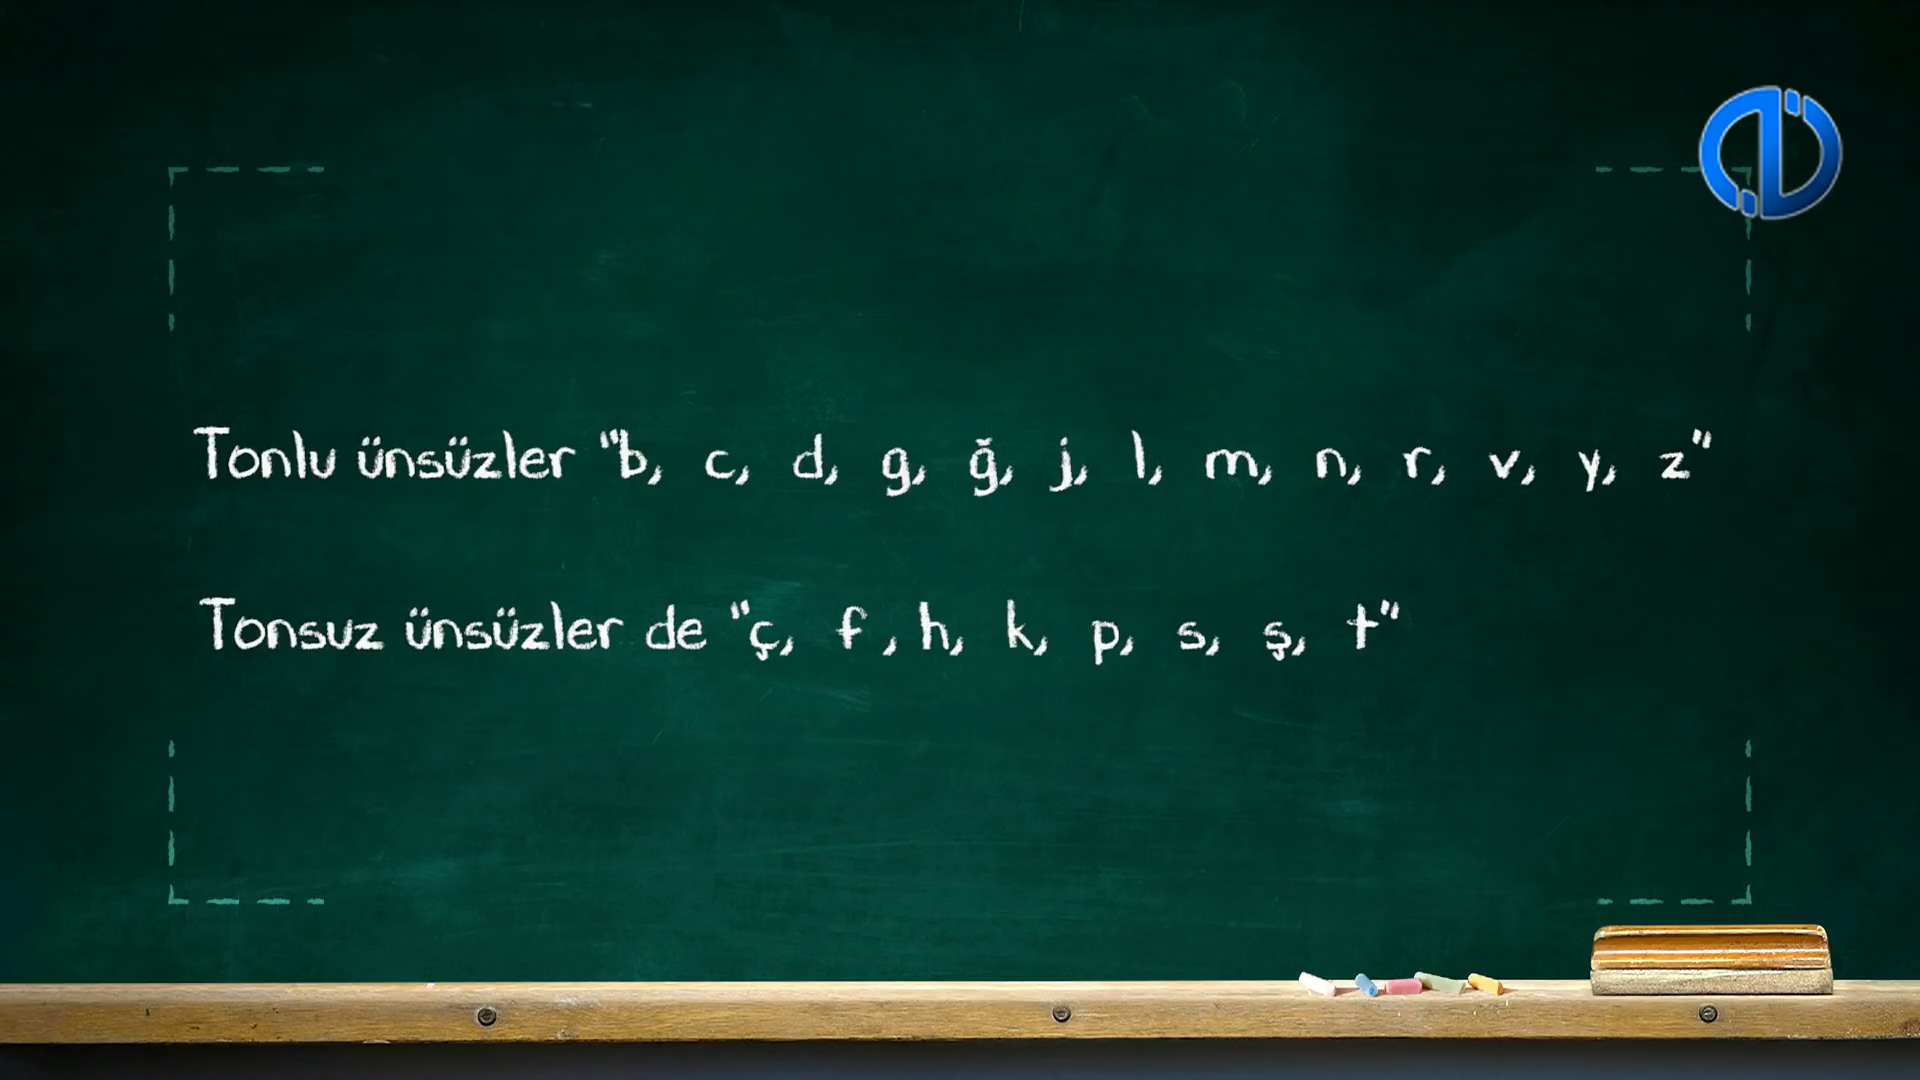 Tonlu ünsüzler "b, c, d, g, ğ, j, l, m, n, r, v, y, z"
Tonsuz ünsüzler de "ç, f , h, k, p, s, ş, t"